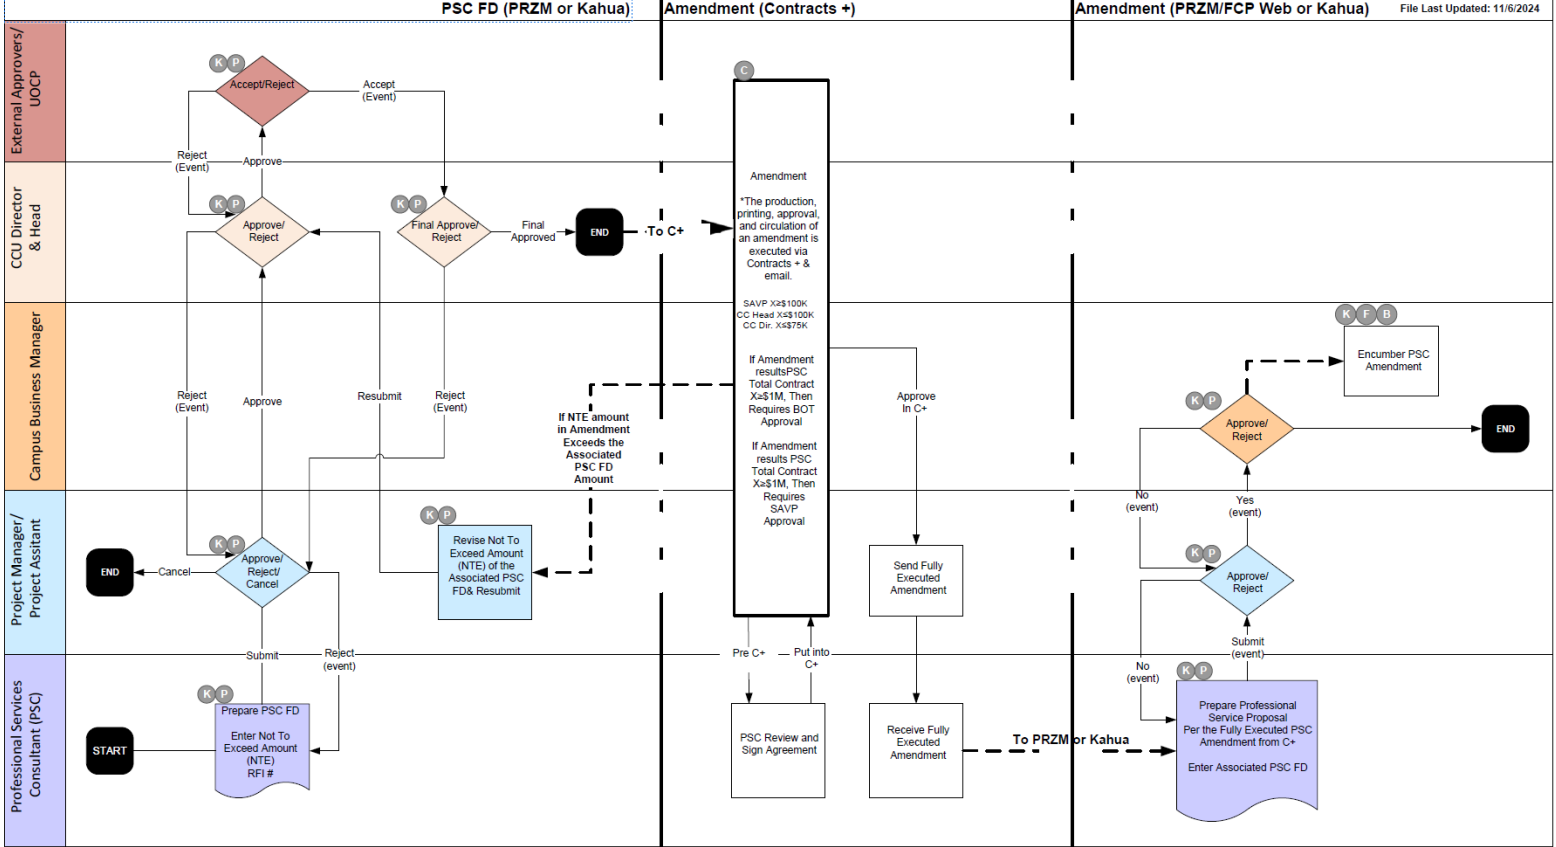 PSC FD (PRZM or Kahua)
Amendment (Contracts +)
Amendment (PRZM/FCP Web or Kahua)
File Last Updated: 11/6/2024
External Approvers/
UOCP
K P
Accept/Reject
Accept
(Event)
Reject
(Event)
Approve
CCU Director
& Head
K P
Approve/
Reject
K P
Final Approve/
Reject
Final
Approved
END
To C+
C
Amendment
*The production,
printing, approval,
and circulation of
an amendment is
executed via
Contracts + &
email.
SAVP X≥$100K
CC Head X≤$100K
CC Dir. X≤$75K
If Amendment
resultsPSC
Total Contract
X≥$1M, Then
Requires BOT
Approval
If Amendment
results PSC
Total Contract
X≥$1M, Then
Requires
SAVP
Approval
Campus Business Manager
Reject
(Event)
Approve
Resubmit
Reject
(Event)
If NTE amount
in Amendment
Exceeds the
Associated
PSC FD
Amount
Approve
In C+
K F B
Encumber PSC
Amendment
K P
Approve/
Reject
END
No
(event)
Yes
(event)
Project Manager/
Project Assitant
END
Cancel
K P
Approve/
Reject/
Cancel
K P
Revise Not To
Exceed Amount
(NTE) of the
Associated PSC
FD& Resubmit
Send Fully
Executed
Amendment
K P
Approve/
Reject
Submit
Reject
(event)
Pre C+
Put into
C+
Submit
(event)
No
(event)
Professional Services
Consultant (PSC)
START
K P
Prepare PSC FD
Enter Not To
Exceed Amount
(NTE)
RFI #
PSC Review and
Sign Agreement
Receive Fully
Executed
Amendment
To PRZM or Kahua
K P
Prepare Professional
Service Proposal
Per the Fully Executed PSC
Amendment from C+
Enter Associated PSC FD